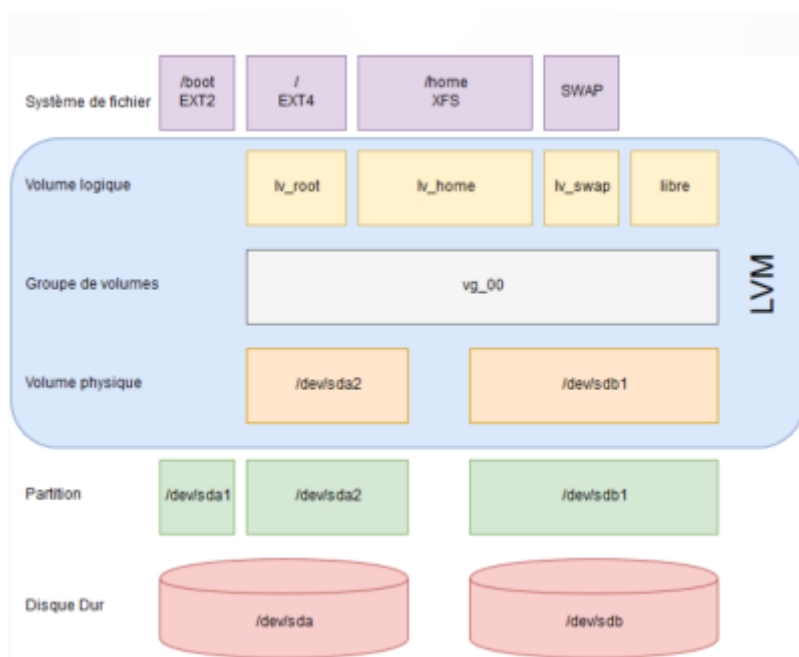 Système de fichier
/boot
EXT2
/
EXT4
/home
XFS
SWAP
Volume logique
lv_root
lv_home
lv_swap
libre
Groupe de volumes
vg_00
LVM
Volume physique
/dev/sda2
/dev/sdb1
Partition
/dev/sda1
/dev/sda2
/dev/sdb1
Disque Dur
/dev/sda
/dev/sdb